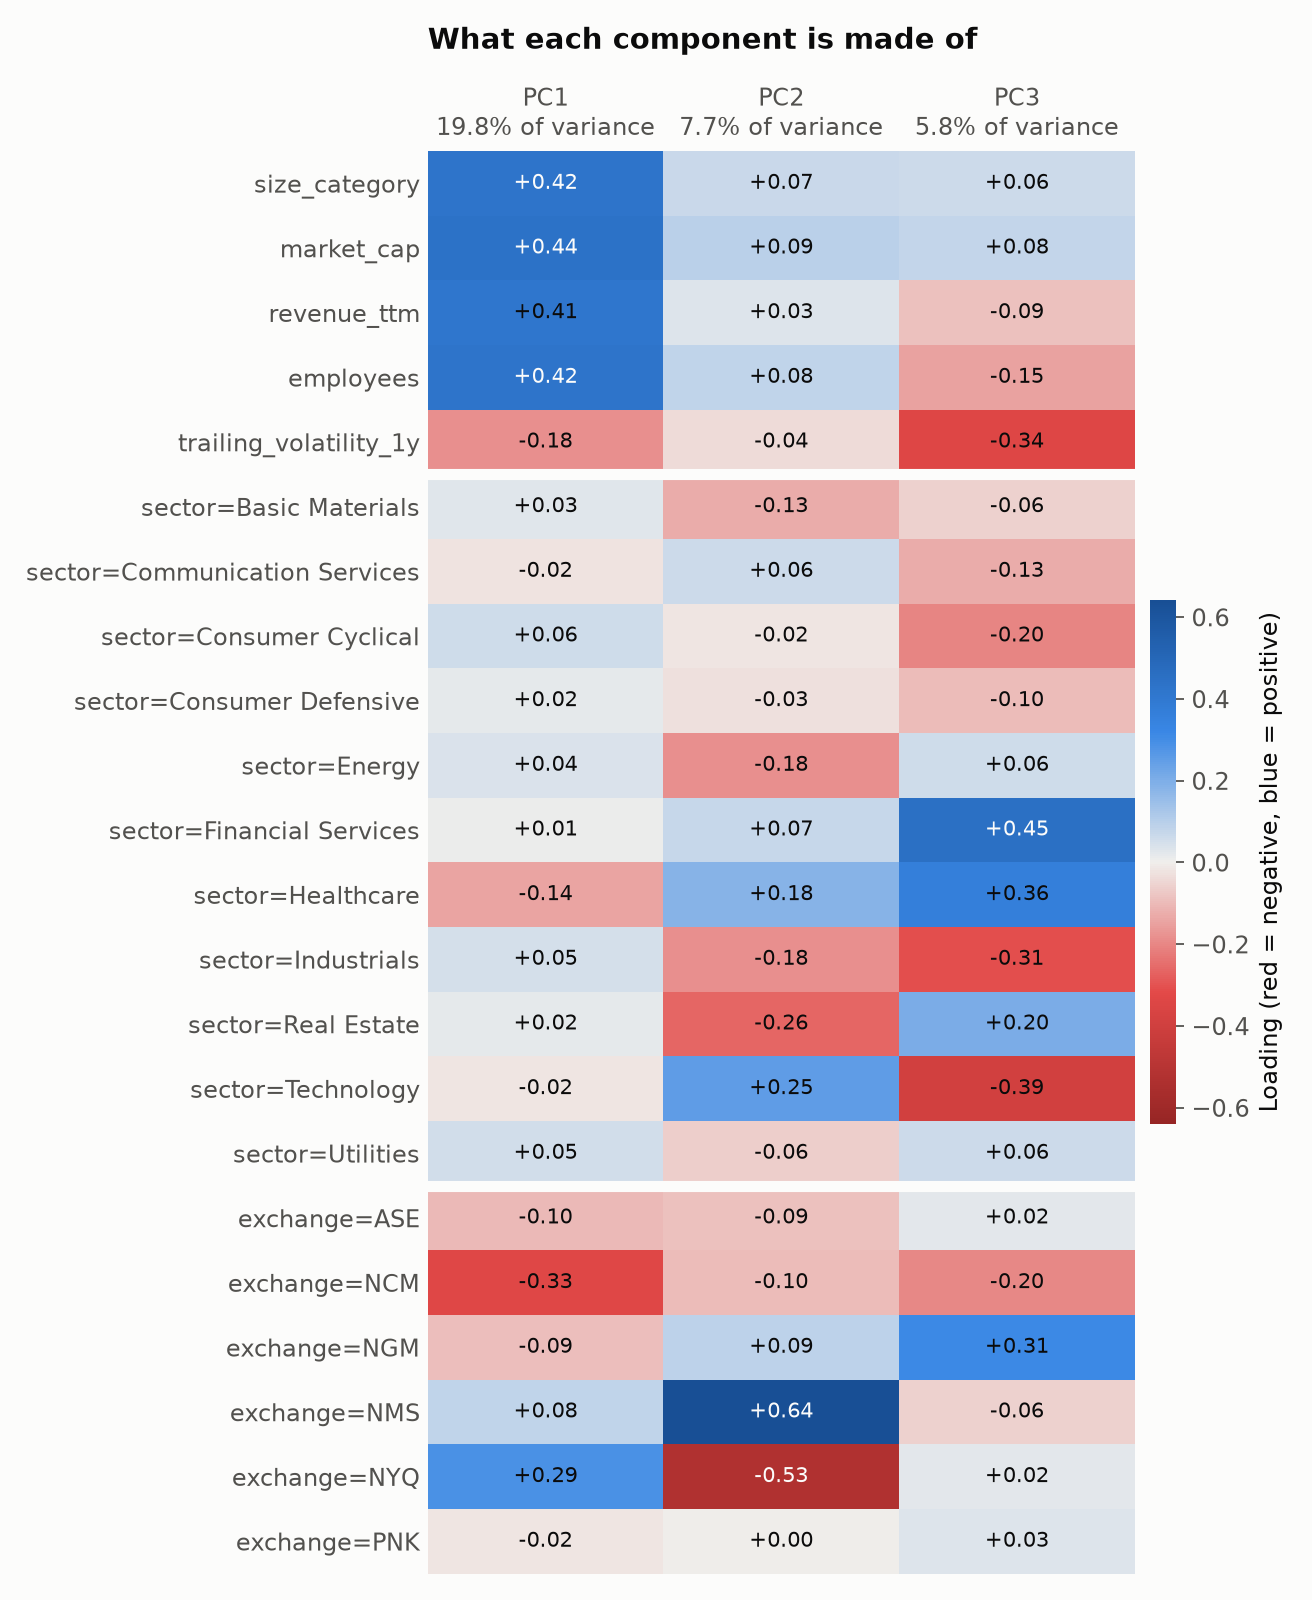 What each component is made of
PC1 PC2 PC3
19.8% of variance 7.7% of variance 5.8% of variance
size_category +0.42 +0.07 +0.06
market_cap +0.44 +0.09 +0.08
revenue_ttm +0.41 +0.03 -0.09
employees +0.42 +0.08 -0.15
trailing_volatility_1y -0.18 -0.04 -0.34
sector=Basic Materials +0.03 -0.13 -0.06
sector=Communication Services -0.02 +0.06 -0.13
sector=Consumer Cyclical +0.06 -0.02 -0.20
sector=Consumer Defensive +0.02 -0.03 -0.10
sector=Energy +0.04 -0.18 +0.06
sector=Financial Services +0.01 +0.07 +0.45
sector=Healthcare -0.14 +0.18 +0.36
sector=Industrials +0.05 -0.18 -0.31
sector=Real Estate +0.02 -0.26 +0.20
sector=Technology -0.02 +0.25 -0.39
sector=Utilities +0.05 -0.06 +0.06
exchange=ASE -0.10 -0.09 +0.02
exchange=NCM -0.33 -0.10 -0.20
exchange=NGM -0.09 +0.09 +0.31
exchange=NMS +0.08 +0.64 -0.06
exchange=NYQ +0.29 -0.53 +0.02
exchange=PNK -0.02 +0.00 +0.03
0.6
0.4
0.2
0.0
−0.2
−0.4
−0.6
Loading (red = negative, blue = positive)